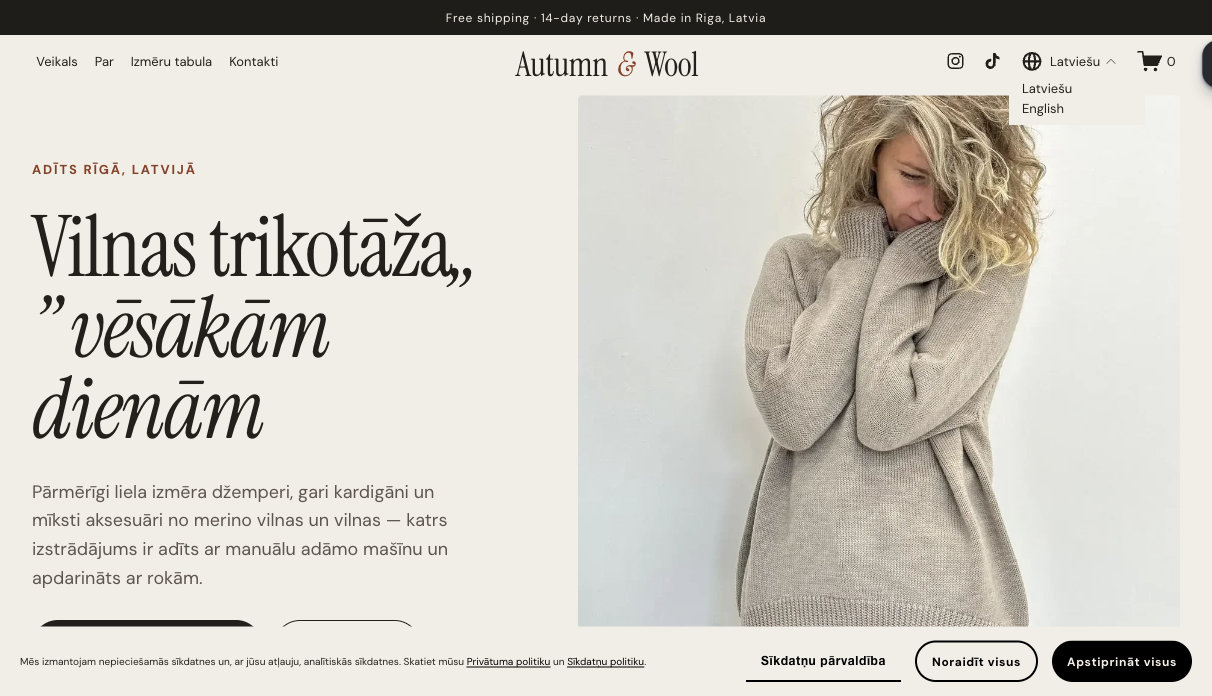 Free shipping · 14-day returns · Made in Riga, Latvia
Veikals Par Izmēru tabula Kontakti
Autumn & Wool
Latviešu
0
Latviešu
English
ADĪTS RĪGĀ, LATVIJĀ
Vilnas trikotāža,„
” vēsākām
dienām
Pārmērīgi liela izmēra džemperi, gari kardigāni un
mīksti aksesuāri no merino vilnas un vilnas — katrs
izstrādājums ir adīts ar manuālu adāmo mašīnu un
apdarināts ar rokām.
Mēs izmantojam nepieciešamās sīkdatnes un, ar jūsu atļauju, analītiskās sīkdatnes. Skatiet mūsu Privātuma politiku un Sīkdatņu politiku.
Sīkdatņu pārvaldība
Noraidīt visus
Apstiprināt visus